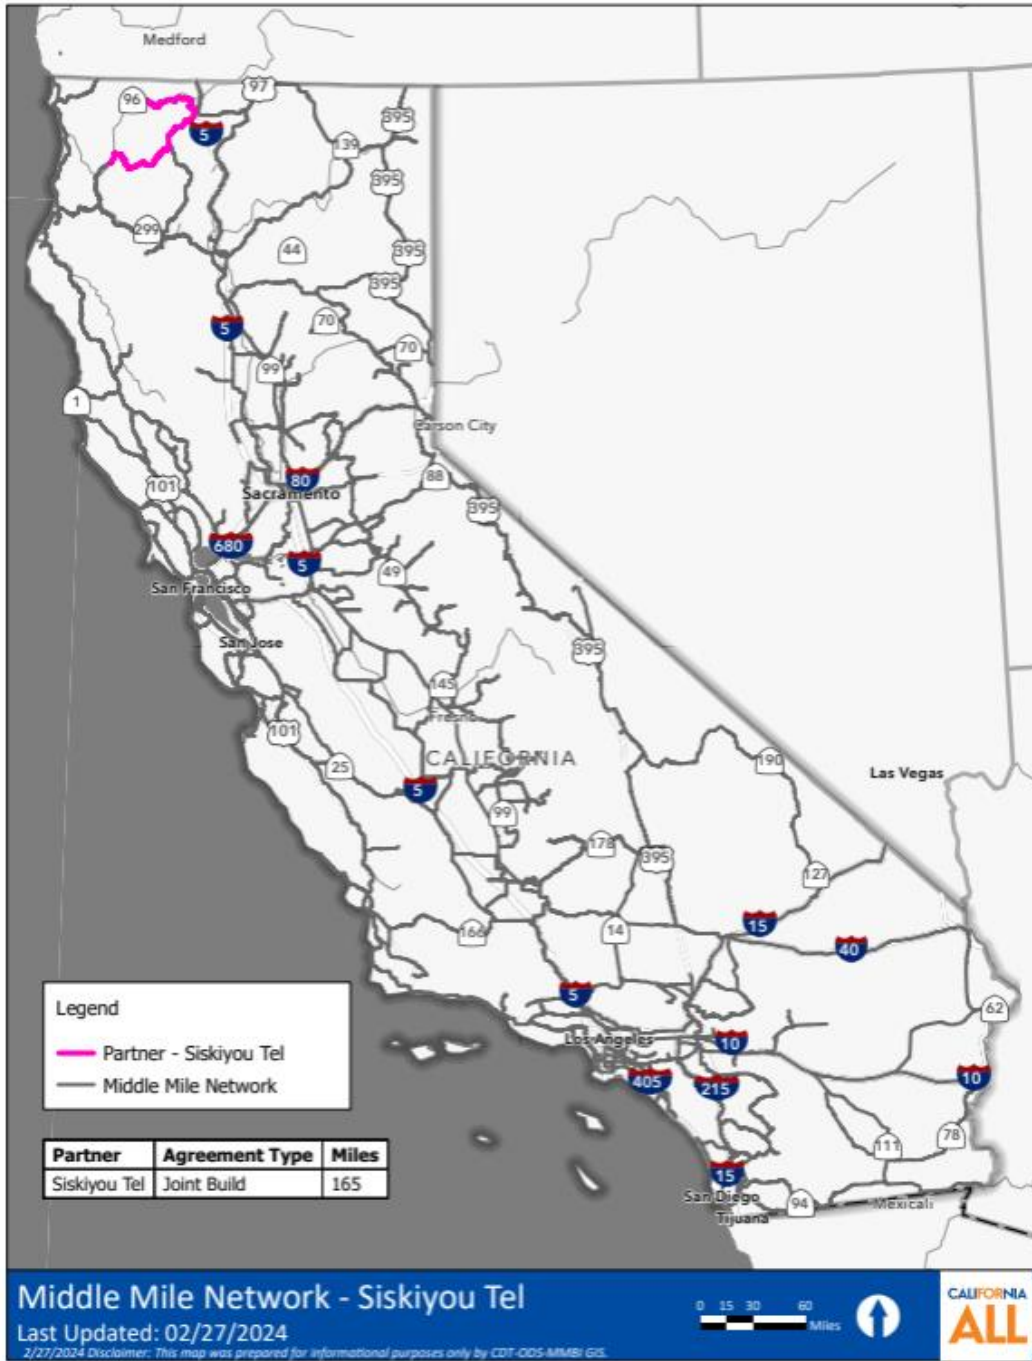 Medford
97
96
5
395
139
395
299
44
395
395
5
70
70
99
1
Carson City
80
88
101
Sacramento
395
680
5
49
San Francisco
San Jose
395
145
Fresno
101
CALIFORNIA
25
190
5
Las Vegas
99
178
395
127
15
166
14
40
5
62
Los Angeles
10
405
215
10
78
111
15
San Diego
94
Mexicali
Tijuana
Legend
Partner - Siskiyou Tel
Middle Mile Network
Partner Agreement Type Miles
Siskiyou Tel Joint Build 165
Middle Mile Network - Siskiyou Tel
Last Updated: 02/27/2024
2/27/2024 Disclaimer: This map was prepared for informational purposes only by CDT-ODS-MMBI GIS.
0 15 30 60
Miles
CALIFORNIA
ALL